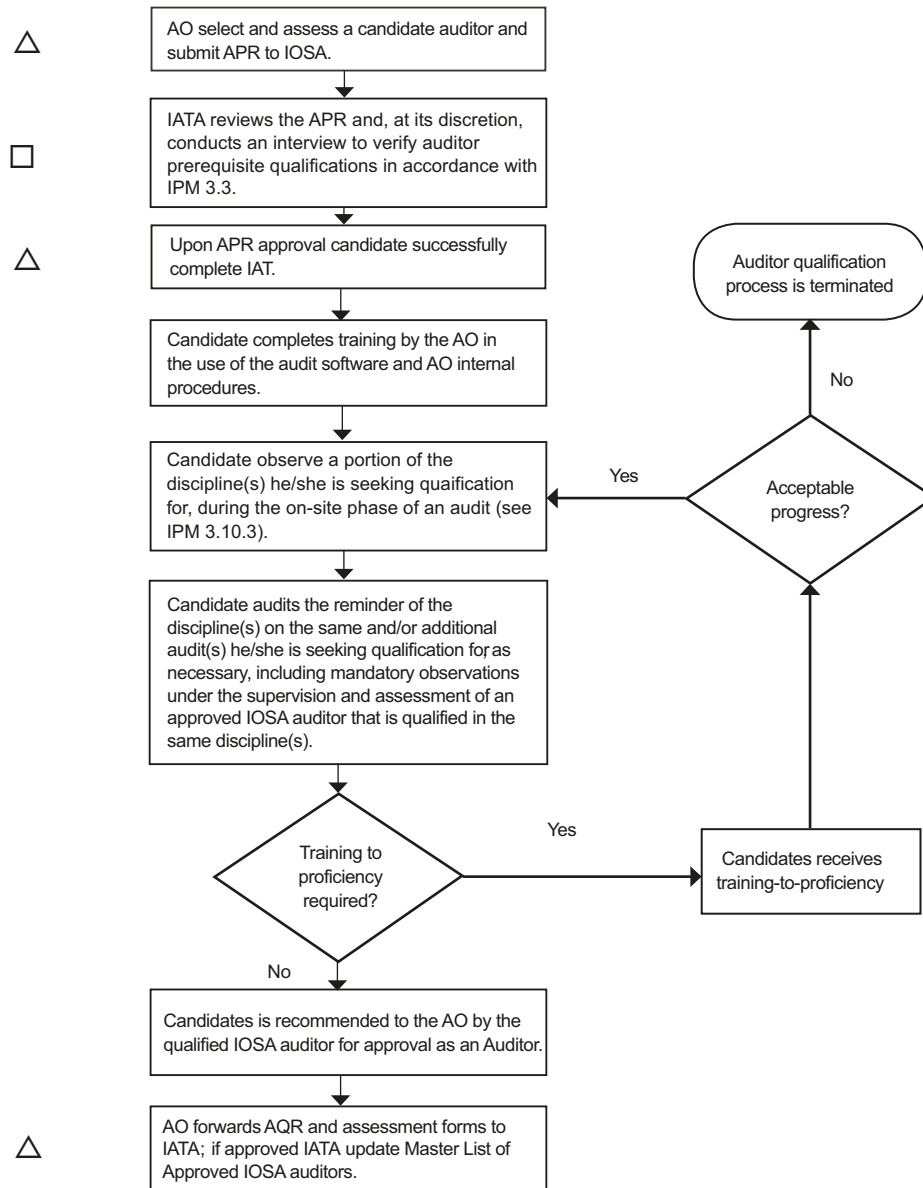 AO select and assess a candidate auditor and
submit APR to IOSA.
IATA reviews the APR and, at its discretion,
conducts an interview to verify auditor
prerequisite qualifications in accordance with
IPM 3.3.
Upon APR approval candidate successfully
complete IAT.
Auditor qualification
process is terminated
Candidate completes training by the AO in
the use of the audit software and AO internal
procedures.
No
Candidate observe a portion of the
discipline(s) he/she is seeking quaification
for, during the on-site phase of an audit (see
IPM 3.10.3).
Yes
Acceptable
progress?
Candidate audits the reminder of the
discipline(s) on the same and/or additional
audit(s) he/she is seeking qualification for, as
necessary, including mandatory observations
under the supervision and assessment of an
approved IOSA auditor that is qualified in the
same discipline(s).
Training to
proficiency
required?
Yes
Candidates receives
training-to-proficiency
No
Candidates is recommended to the AO by the
qualified IOSA auditor for approval as an Auditor.
AO forwards AQR and assessment forms to
IATA; if approved IATA update Master List of
Approved IOSA auditors.